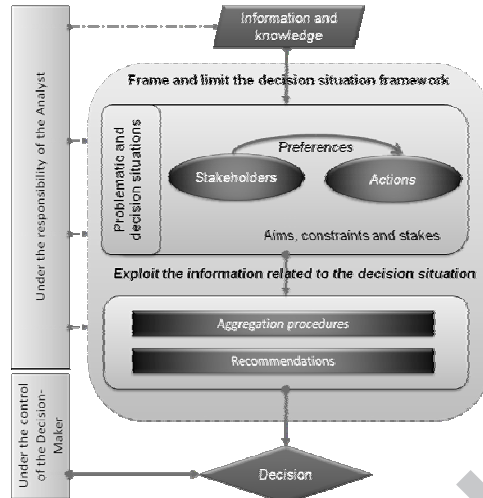 Information and
knowledge
Frame and limit the decision situation framework
Under the responsibility of the Analyst
Problematic and
decision situations
Preferences
Stakeholders
Actions
Aims, constraints and stakes
Exploit the information related to the decision situation
Aggregation procedures
Recommendations
Under the control
of the Decision-
Maker
Decision